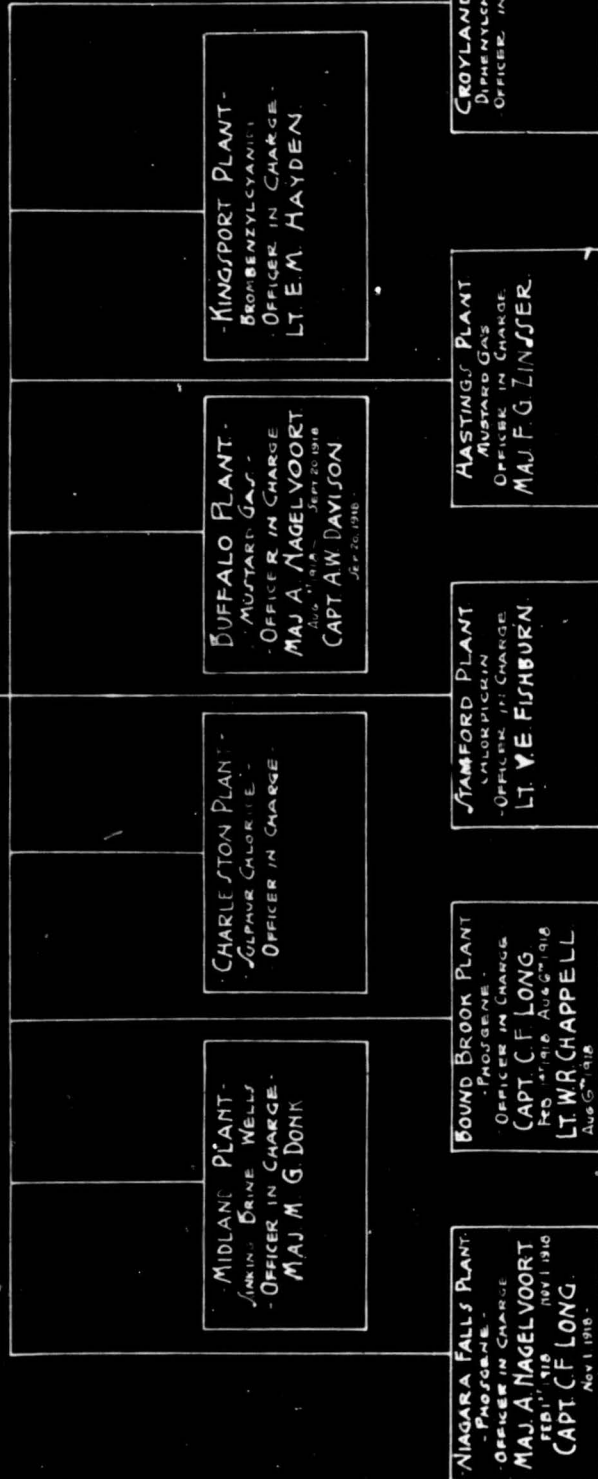 MIDLAND PLANT-
SINKING BRINE WELLS
- OFFICER IN CHARGE -
MAJ. M. G. DONK
CHARLESTON PLANT-
- SULPHUR CHLORIDE -
OFFICER IN CHARGE -
BUFFALO PLANT -
- MUSTARD GAS -
- OFFICER IN CHARGE
MAJ. A. NAGELVOORT
AUG 1918 - SEPT 20 1918
CAPT A.W. DAVISON
SEP 20, 1918 -
- KINGSPORT PLANT -
BROMBENZYLCYANID
- OFFICER IN CHARGE -
LT. E. M. HAYDEN.
NIAGARA FALLS PLANT.
- PHOSGENE -
- OFFICER IN CHARGE
MAJ. A. NAGELVOORT
FEB 1ST 1918 NOV 1 1918
CAPT. C. F. LONG.
NOV 1 1918 -
BOUND BROOK PLANT
- PHOSGENE -
- OFFICER IN CHARGE
CAPT. C. F. LONG
FEB 1ST 1918 AUG 6TH 1918
LT. W. R. CHAPPELL
AUG 6TH 1918
STAMFORD PLANT
CHLORPICRIN
- OFFICER IN CHARGE
LT. V. E. FISHBURN.
HASTINGS PLANT
MUSTARD GAS
OFFICER IN CHARGE
MAJ. F. G. ZINSSER.
CROYLAND
OFFICER IN